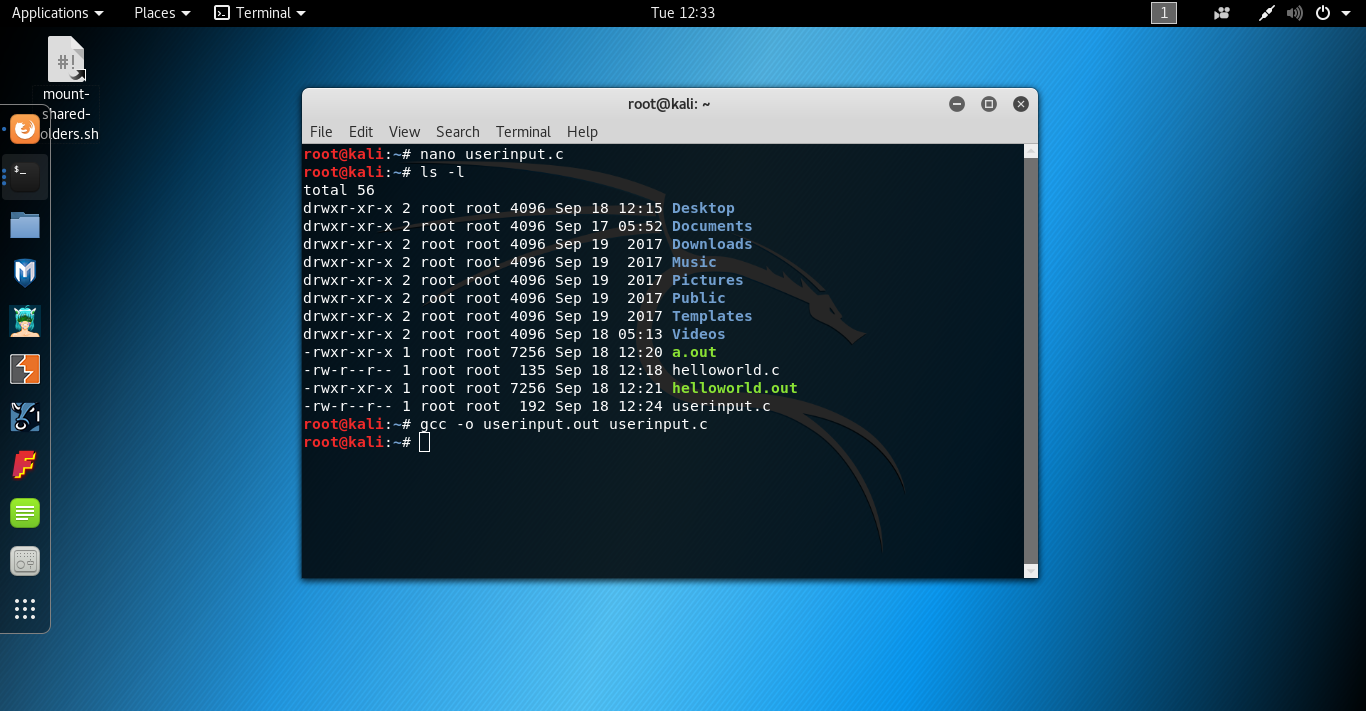 Applications Places Terminal Tue 12:33 1
#!
mount-
shared-
olders.sh
root@kali: ~
File Edit View Search Terminal Help
root@kali:~# nano userinput.c
root@kali:~# ls -l
total 56
drwxr-xr-x 2 root root 4096 Sep 18 12:15 Desktop
drwxr-xr-x 2 root root 4096 Sep 17 05:52 Documents
drwxr-xr-x 2 root root 4096 Sep 19  2017 Downloads
drwxr-xr-x 2 root root 4096 Sep 19  2017 Music
drwxr-xr-x 2 root root 4096 Sep 19  2017 Pictures
drwxr-xr-x 2 root root 4096 Sep 19  2017 Public
drwxr-xr-x 2 root root 4096 Sep 19  2017 Templates
drwxr-xr-x 2 root root 4096 Sep 18 05:13 Videos
-rwxr-xr-x 1 root root 7256 Sep 18 12:20 a.out
-rw-r--r-- 1 root root  135 Sep 18 12:18 helloworld.c
-rwxr-xr-x 1 root root 7256 Sep 18 12:21 helloworld.out
-rw-r--r-- 1 root root  192 Sep 18 12:24 userinput.c
root@kali:~# gcc -o userinput.out userinput.c
root@kali:~#